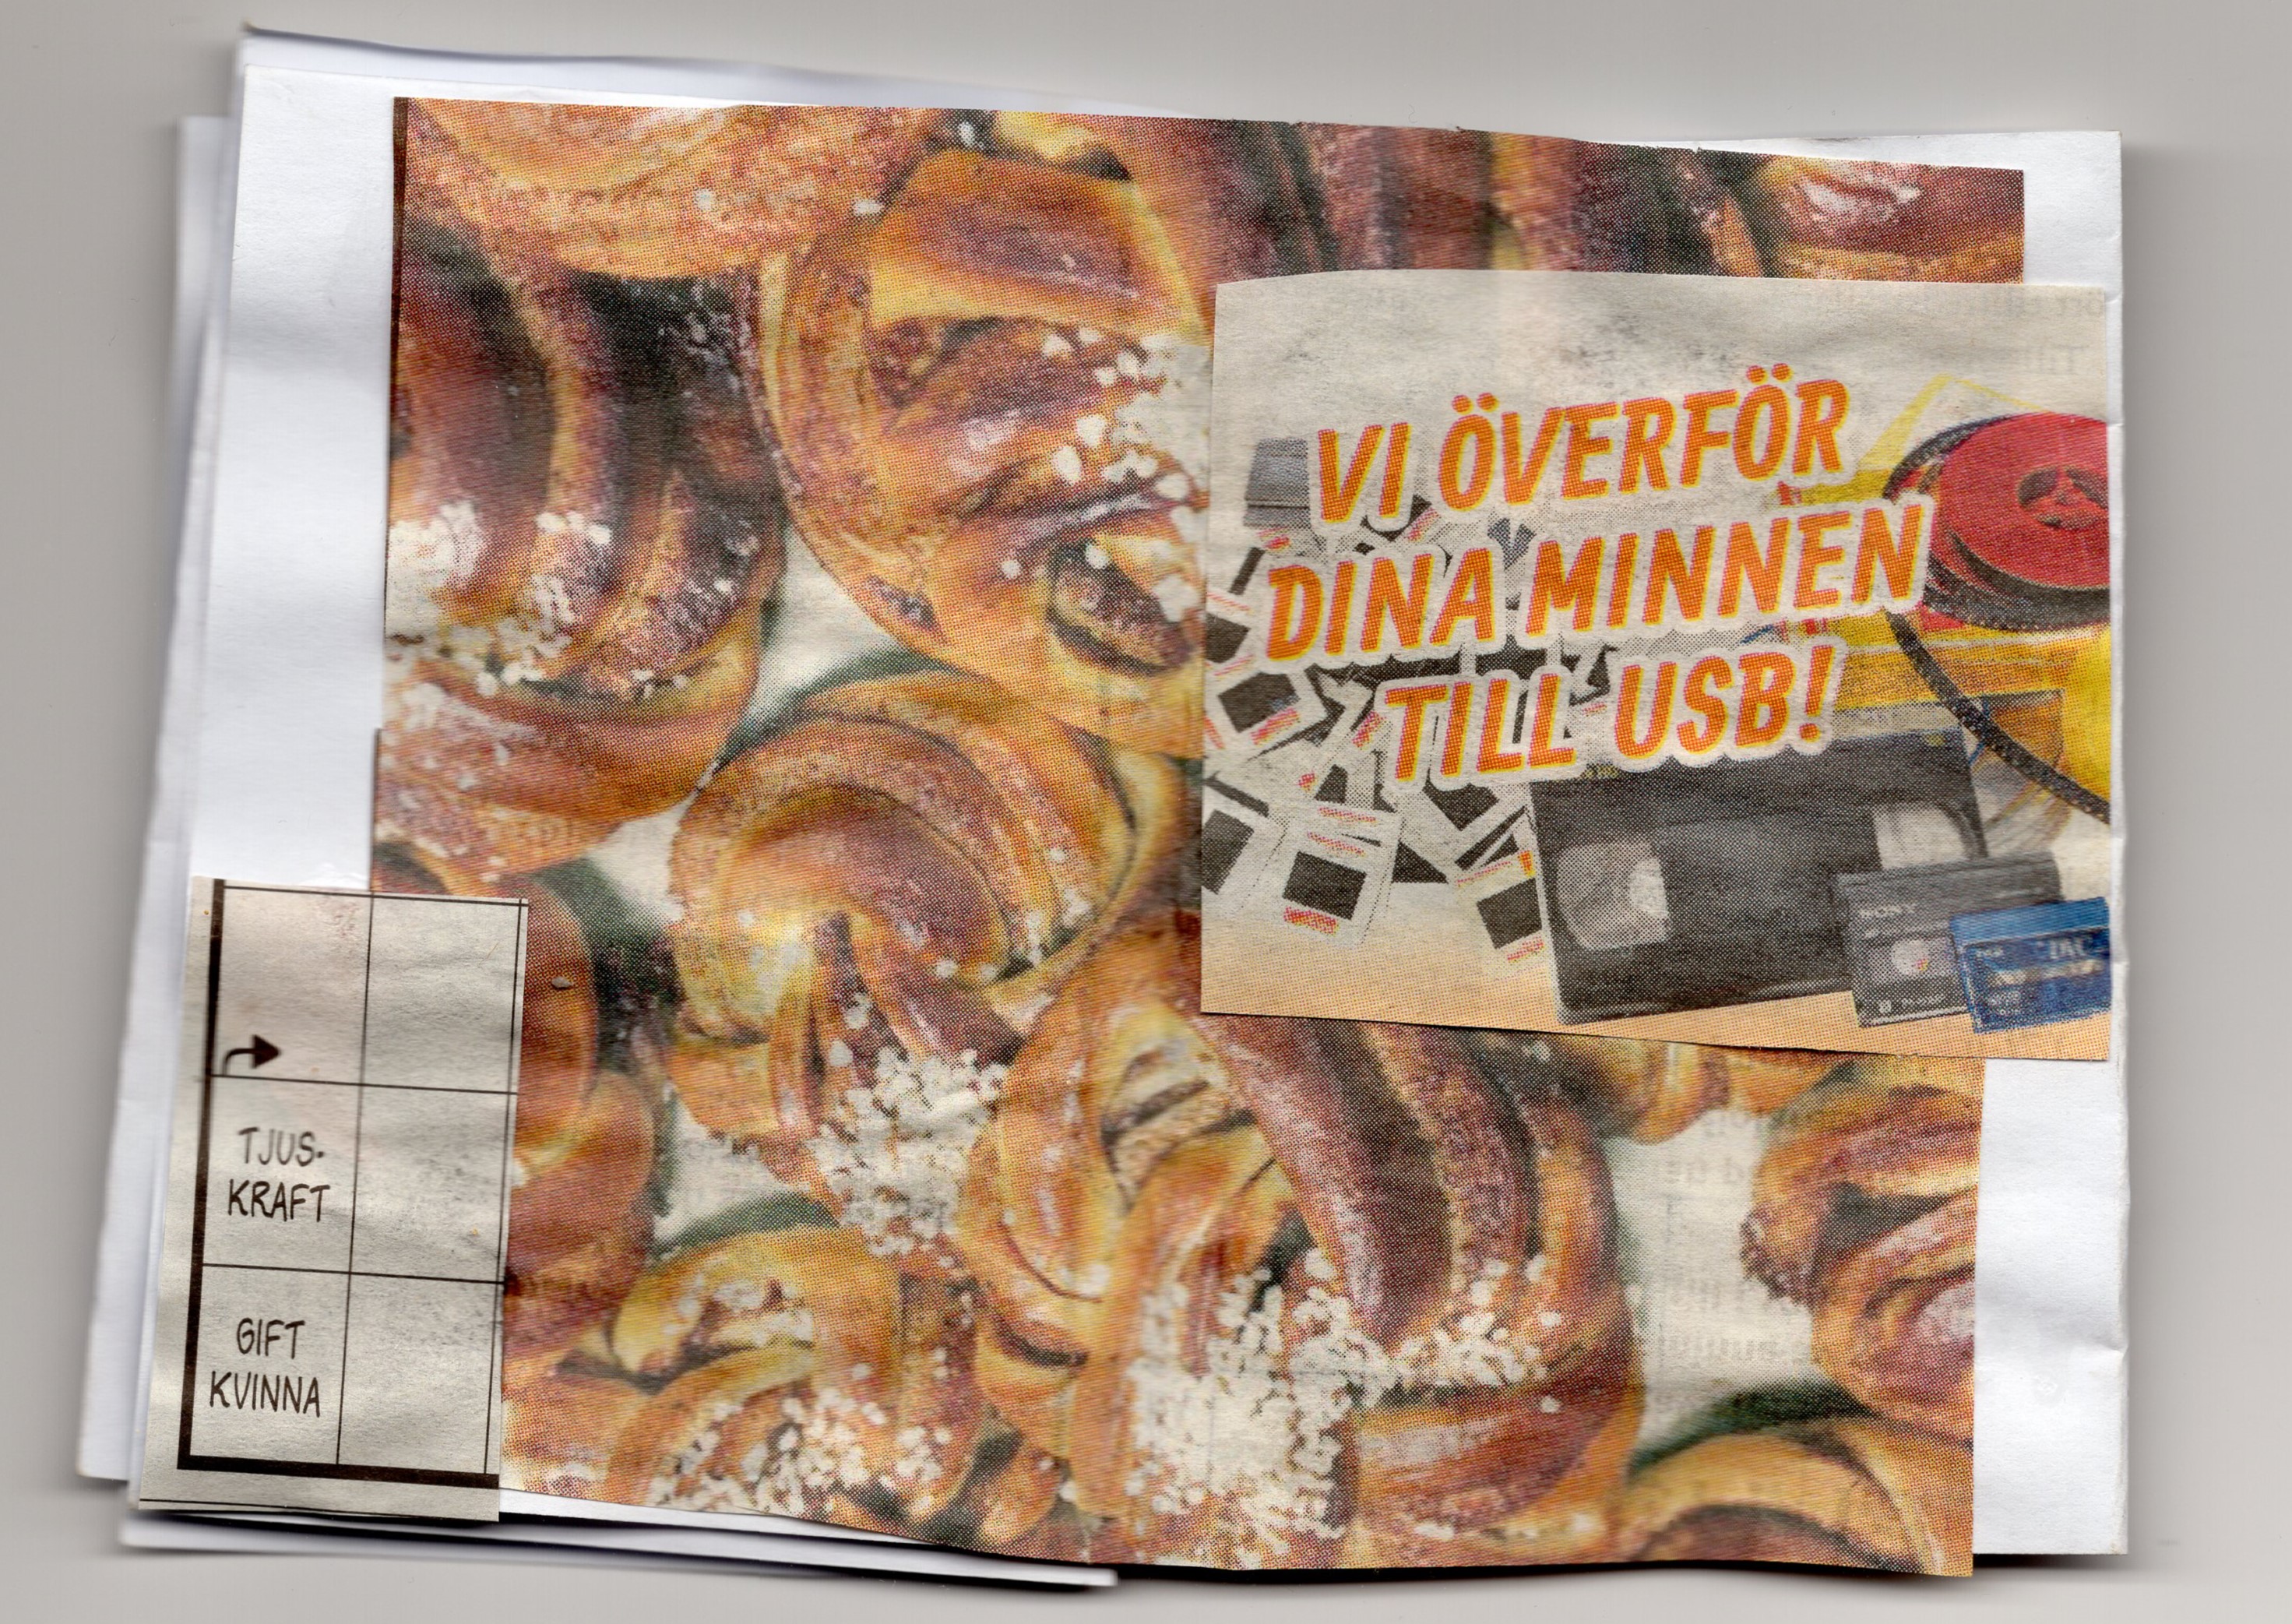 VI ÖVERFÖR
DINA MINNEN
TILL USB!
SONY
TJUS-
KRAFT
GIFT
KVINNA